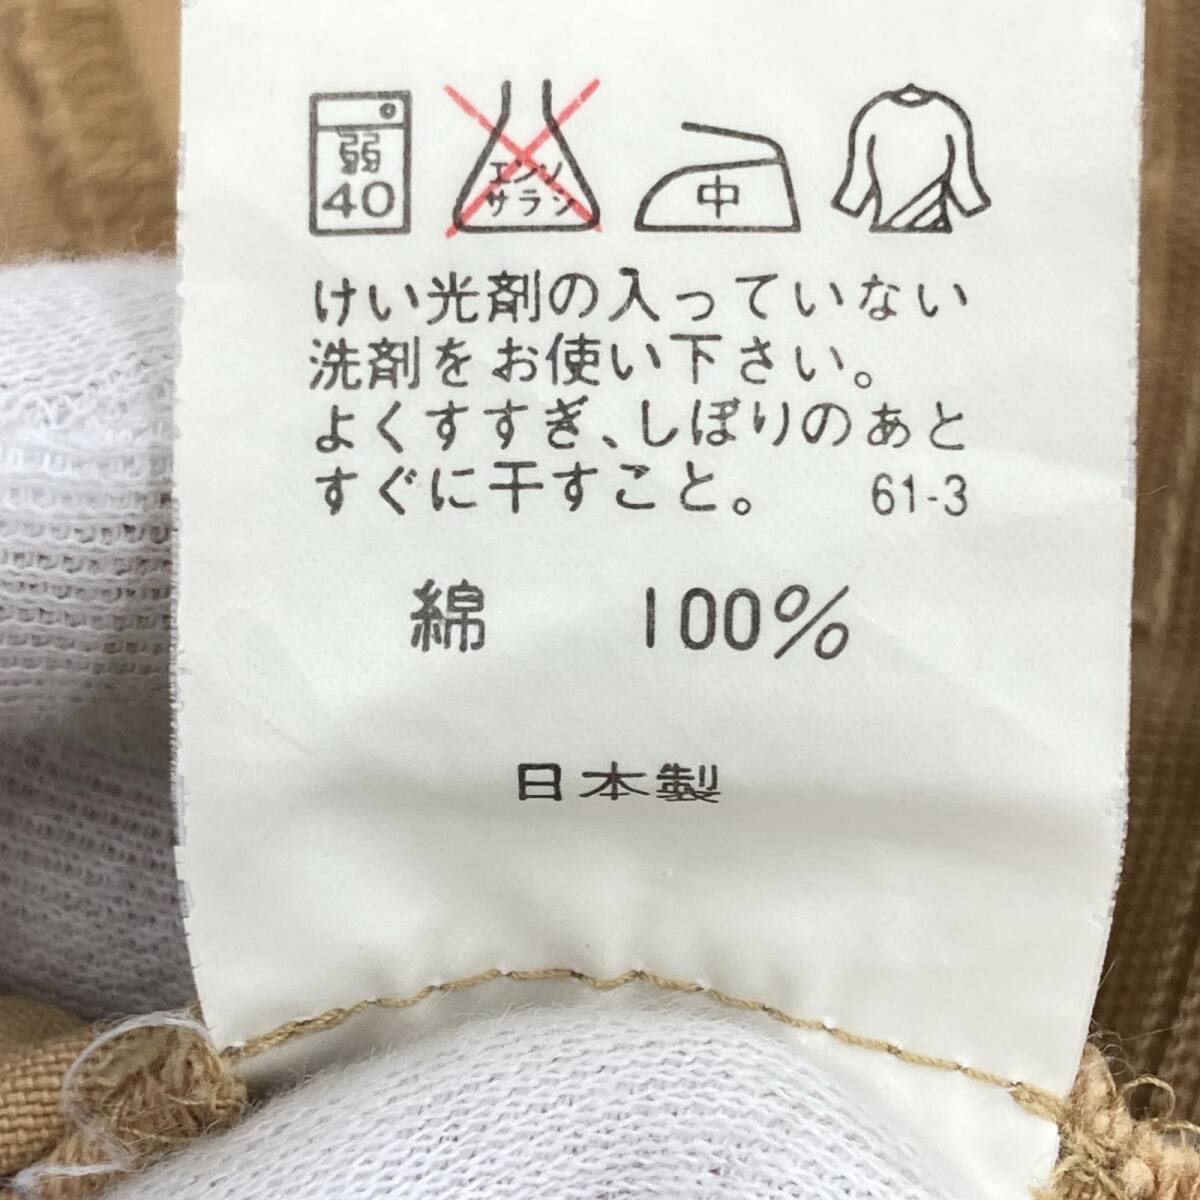 弱
40
エンソ
サラシ
中
けい光剤の入っていない
洗剤をお使い下さい。
よくすすぎ、しぼりのあと
すぐに干すこと。 61-3
綿 100%
日本製